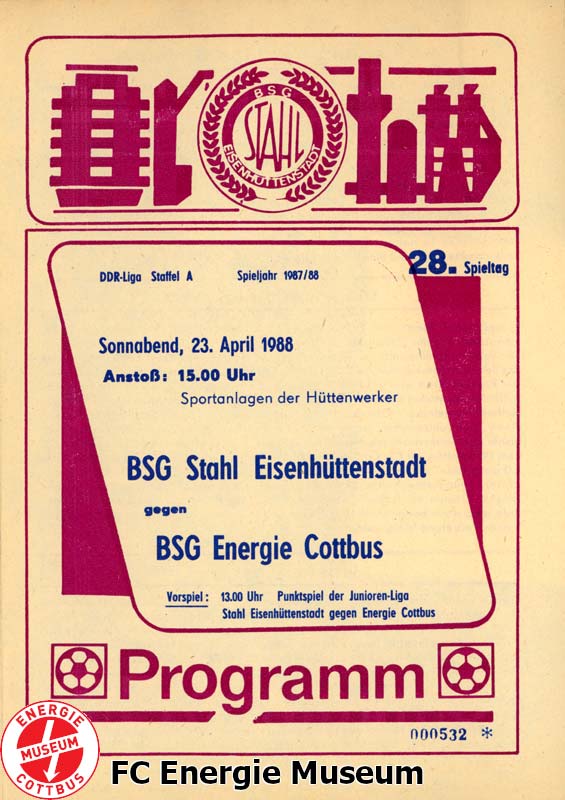 BSG
STAHL
EISENHÜTTENSTADT
28. Spieltag
DDR-Liga Staffel A Spieljahr 1987/88
Sonnabend, 23. April 1988
Anstoß: 15.00 Uhr
Sportanlagen der Hüttenwerker
BSG Stahl Eisenhüttenstadt
gegen
BSG Energie Cottbus
Vorspiel: 13.00 Uhr Punktspiel der Junioren-Liga
Stahl Eisenhüttenstadt gegen Energie Cottbus
Programm
000532 *
ENERGIE
MUSEUM
COTTBUS
FC Energie Museum